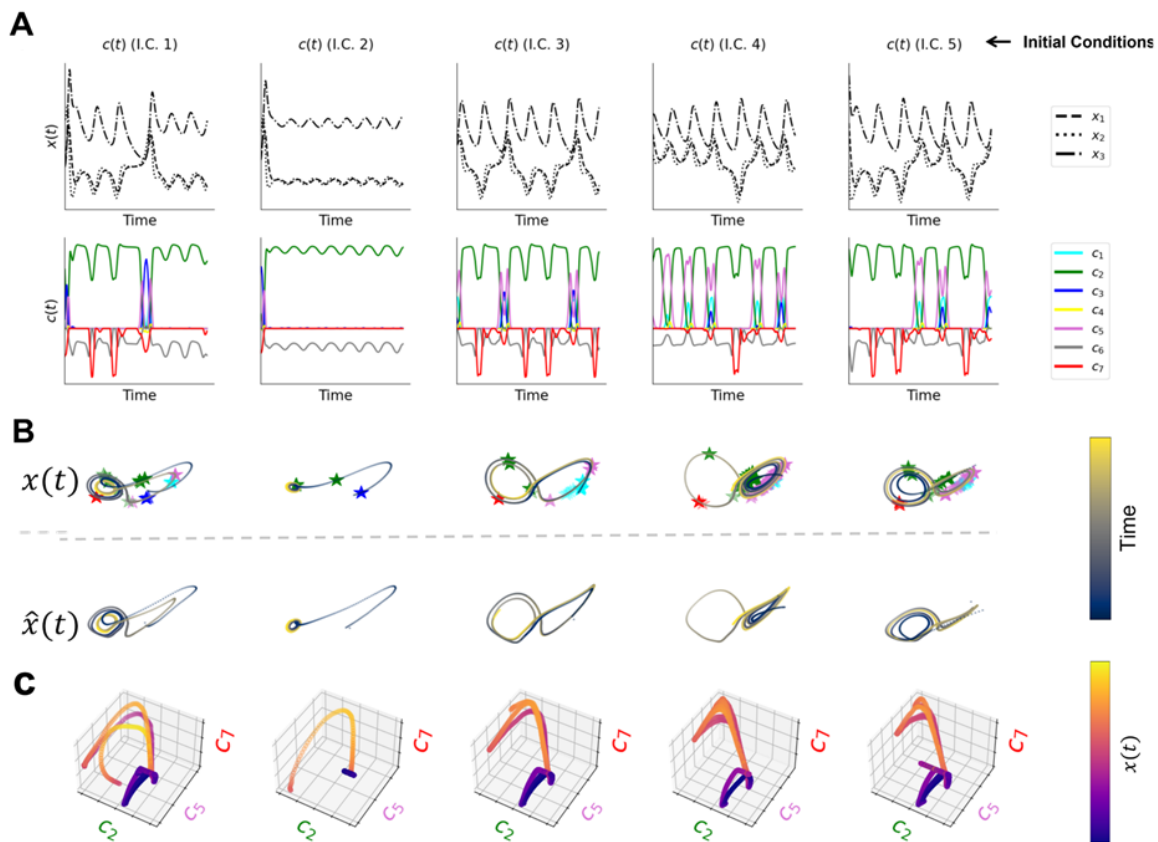 A
c(t) (I.C. 1) c(t) (I.C. 2) c(t) (I.C. 3) c(t) (I.C. 4) c(t) (I.C. 5) ← Initial Conditions
x(t)
x₁
x₂
x₃
Time Time Time Time Time
c(t)
c₁
c₂
c₃
c₄
c₅
c₆
c₇
Time Time Time Time Time
B
x(t)
Time
x̂(t)
C
C₇ C₇ C₇ C₇ C₇
x(t)
C₂ C₅ C₂ C₅ C₂ C₅ C₂ C₅ C₂ C₅